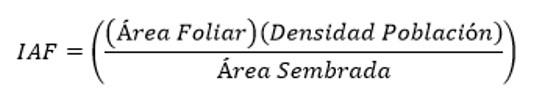 IAF = (((Área Foliar)(Densidad Población))/(Área Sembrada))